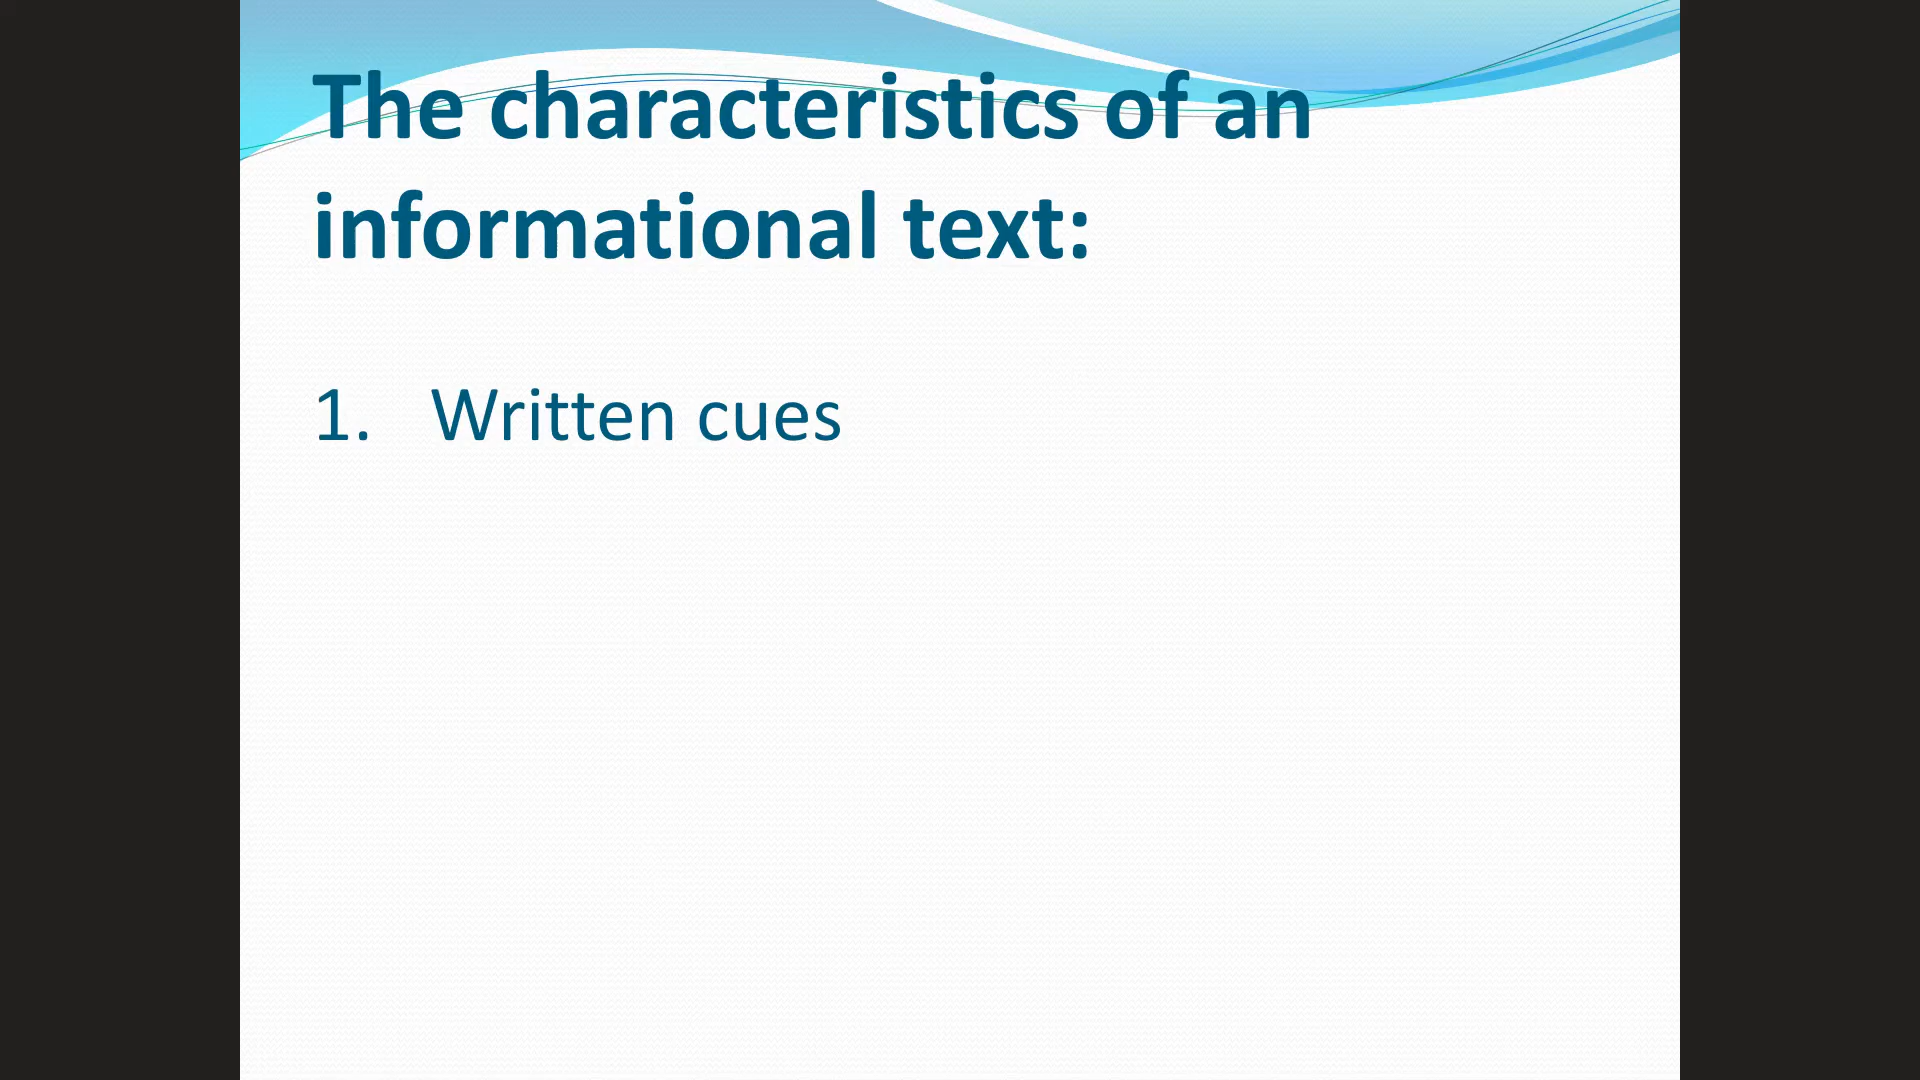 The characteristics of an
informational text:
1. Written cues